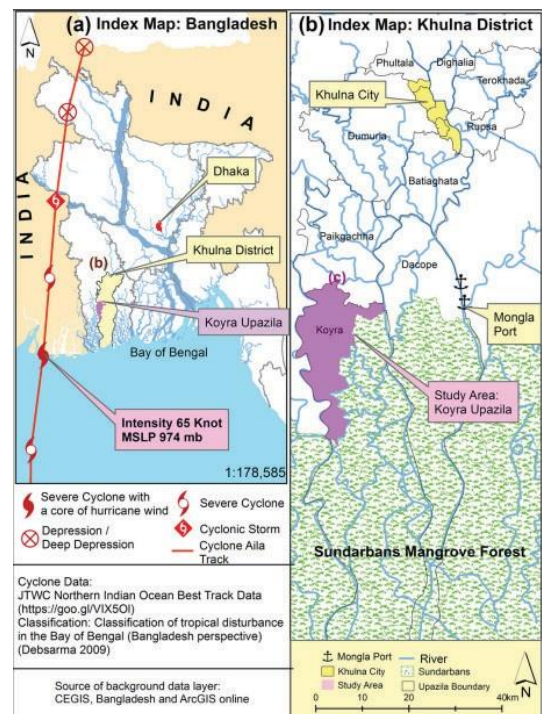 (a) Index Map: Bangladesh
N
INDIA
INDIA
Dhaka
(b)
Khulna District
Koyra Upazila
Bay of Bengal
Intensity 65 Knot
MSLP 974 mb
1:178,585
Severe Cyclone with
a core of hurricane wind
Severe Cyclone
Depression /
Deep Depression
Cyclonic Storm
Cyclone Aila
Track
Cyclone Data:
JTWC Northern Indian Ocean Best Track Data
(https://goo.gl/VIX5OI)
Classification: Classification of tropical disturbance
in the Bay of Bengal (Bangladesh perspective)
(Debsarma 2009)
Source of background data layer:
CEGIS, Bangladesh and ArcGIS online
(b) Index Map: Khulna District
N
Phultala
Dighalia
Terokhada
Khulna City
Rupsa
Dumuria
Batiaghata
Paikgachha
Dacope
(c)
Koyra
Mongla
Port
Study Area:
Koyra Upazila
Sundarbans Mangrove Forest
Mongla Port
River
Khulna City
Sundarbans
Study Area
Upazila Boundary
N
0 10 20 40km